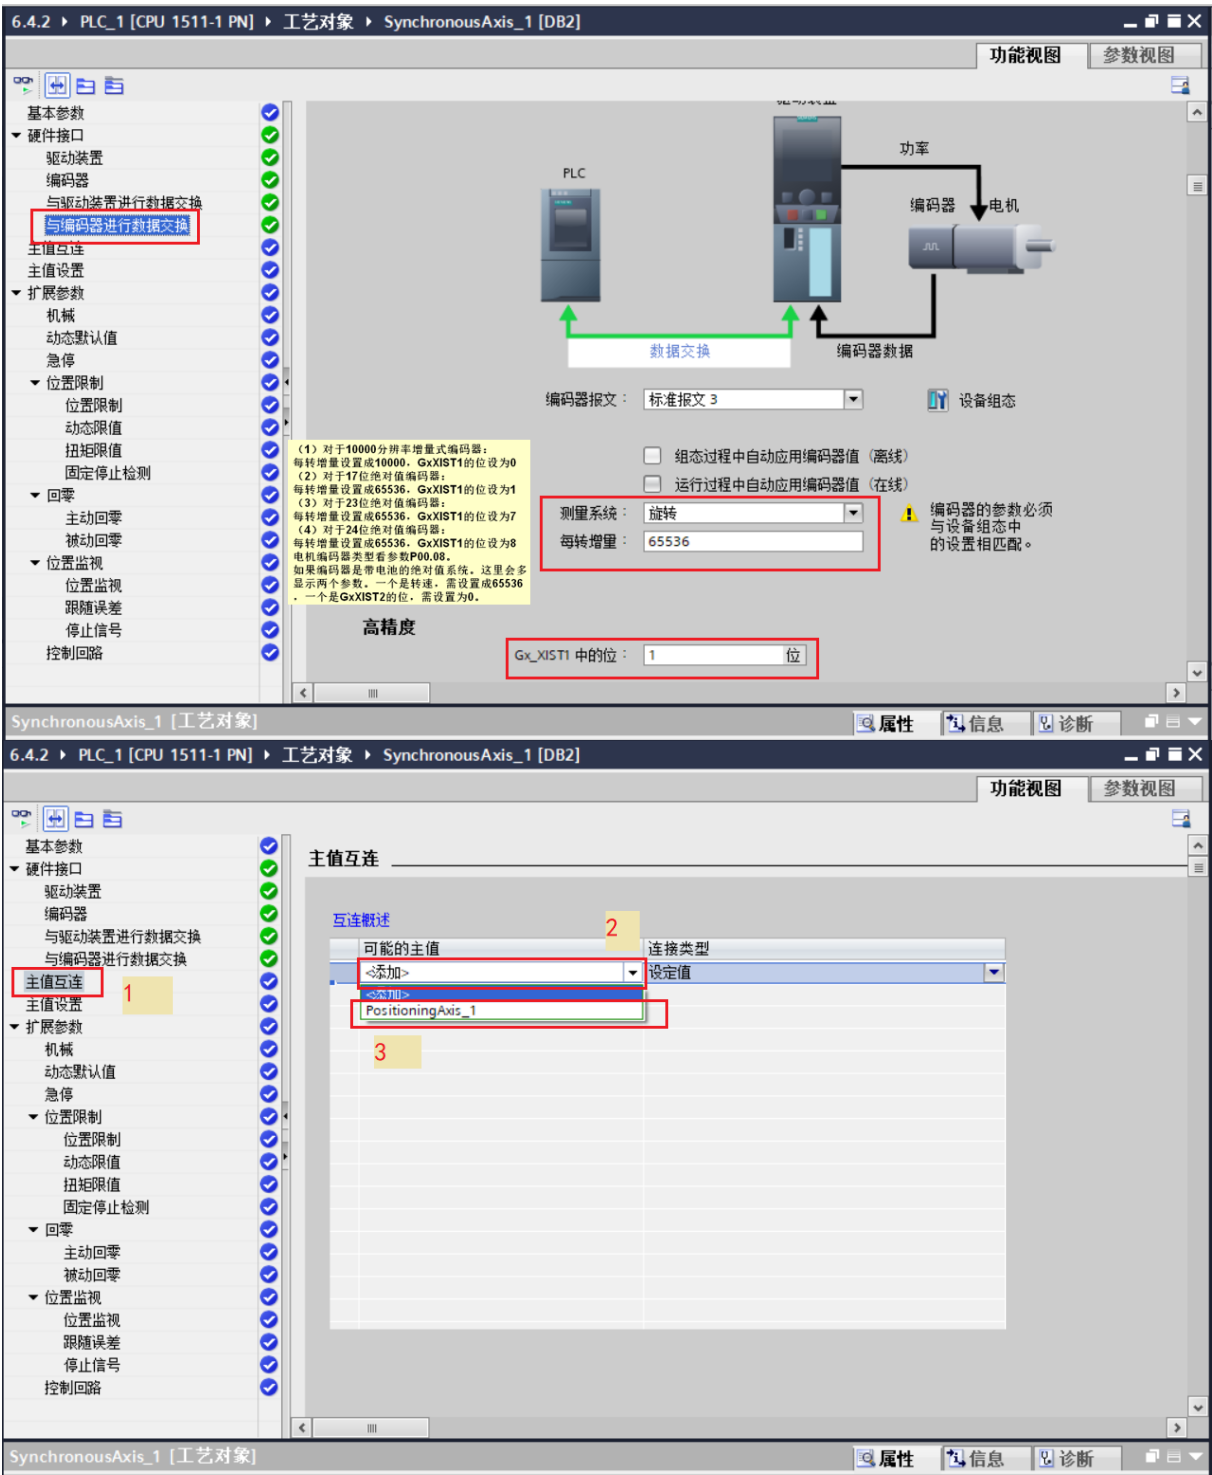 6.4.2 ▸ PLC_1 [CPU 1511-1 PN] ▸ 工艺对象 ▸ SynchronousAxis_1 [DB2]
功能视图
参数视图
基本参数
硬件接口
驱动装置
编码器
与驱动装置进行数据交换
与编码器进行数据交换
主值互连
主值设置
扩展参数
机械
动态默认值
急停
位置限制
位置限制
动态限值
扭矩限值
固定停止检测
回零
主动回零
被动回零
位置监视
位置监视
跟随误差
停止信号
控制回路
驱动装置
PLC
功率
编码器
电机
数据交换
编码器数据
编码器报文：
标准报文 3
设备组态
组态过程中自动应用编码器值（离线）
运行过程中自动应用编码器值（在线）
测量系统：
旋转
每转增量：
65536
编码器的参数必须
与设备组态中
的设置相匹配。
（1）对于10000分辨率增量式编码器：
每转增量设置成10000，GxXIST1的位设为0
（2）对于17位绝对值编码器：
每转增量设置成65536，GxXIST1的位设为1
（3）对于23位绝对值编码器：
每转增量设置成65536，GxXIST1的位设为7
（4）对于24位绝对值编码器：
每转增量设置成65536，GxXIST1的位设为8
电机编码器类型看参数P00.08。
如果编码器是带电池的绝对值系统。这里会多
显示两个参数。一个是转速，需设置成65536
，一个是GxXIST2的位，需设置为0。
高精度
Gx_XIST1 中的位：
1
位
SynchronousAxis_1 [工艺对象]
属性
信息
诊断
6.4.2 ▸ PLC_1 [CPU 1511-1 PN] ▸ 工艺对象 ▸ SynchronousAxis_1 [DB2]
功能视图
参数视图
基本参数
硬件接口
驱动装置
编码器
与驱动装置进行数据交换
与编码器进行数据交换
主值互连
1
主值设置
扩展参数
机械
动态默认值
急停
位置限制
位置限制
动态限值
扭矩限值
固定停止检测
回零
主动回零
被动回零
位置监视
位置监视
跟随误差
停止信号
控制回路
主值互连
互连概述
2
可能的主值
连接类型
<添加>
设定值
<添加>
PositioningAxis_1
3
SynchronousAxis_1 [工艺对象]
属性
信息
诊断